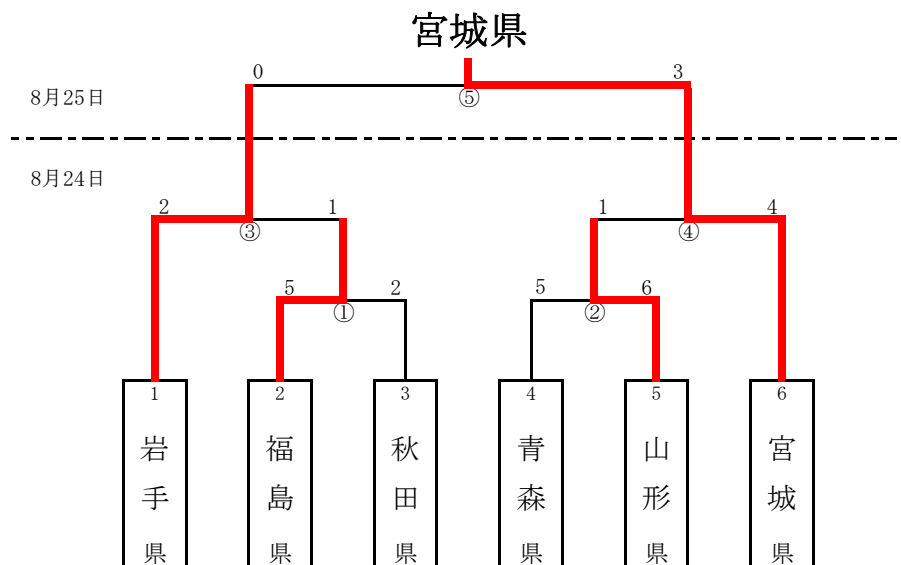 宮城県
0 3
8月25日
⑤
8月24日
2 1 1 4
③ ④
5 2 5 6
① ②
1 2 3 4 5 6
岩手県
福島県
秋田県
青森県
山形県
宮城県